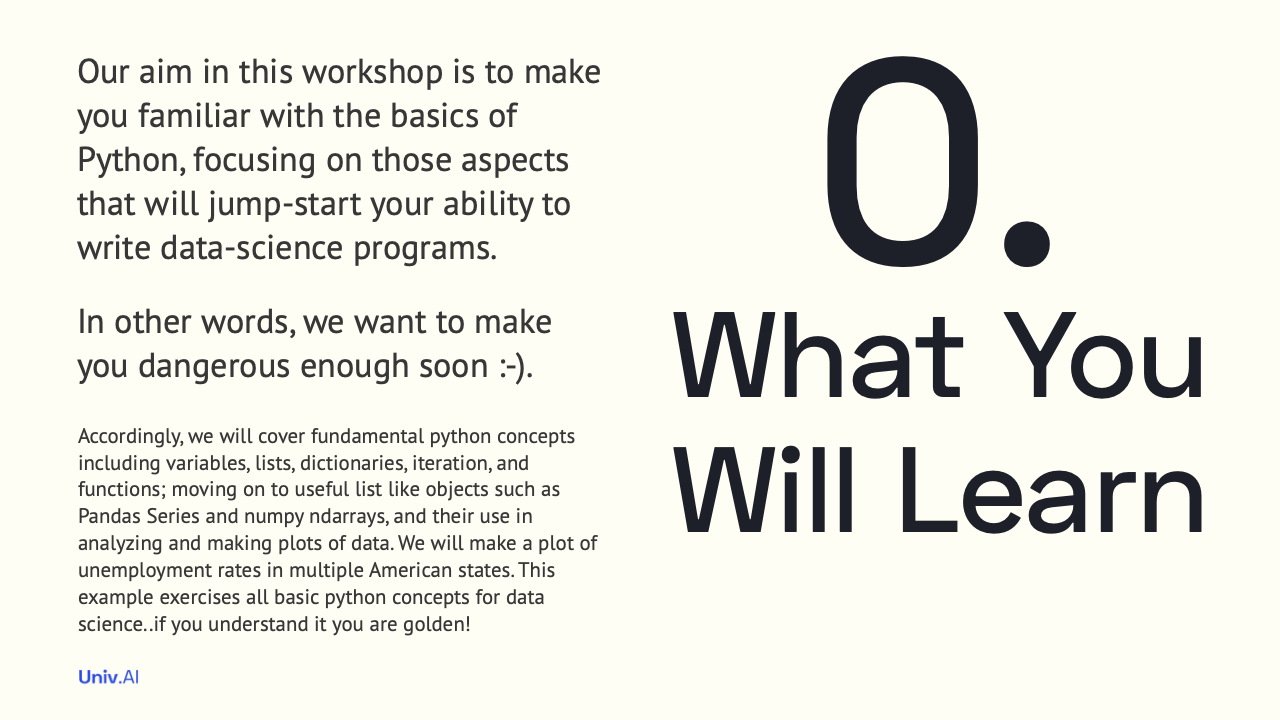 Our aim in this workshop is to make
you familiar with the basics of
Python, focusing on those aspects
that will jump-start your ability to
write data-science programs.
In other words, we want to make
you dangerous enough soon :-).
Accordingly, we will cover fundamental python concepts
including variables, lists, dictionaries, iteration, and
functions; moving on to useful list like objects such as
Pandas Series and numpy ndarrays, and their use in
analyzing and making plots of data. We will make a plot of
unemployment rates in multiple American states. This
example exercises all basic python concepts for data
science..if you understand it you are golden!
Univ.AI
0.
What You
Will Learn